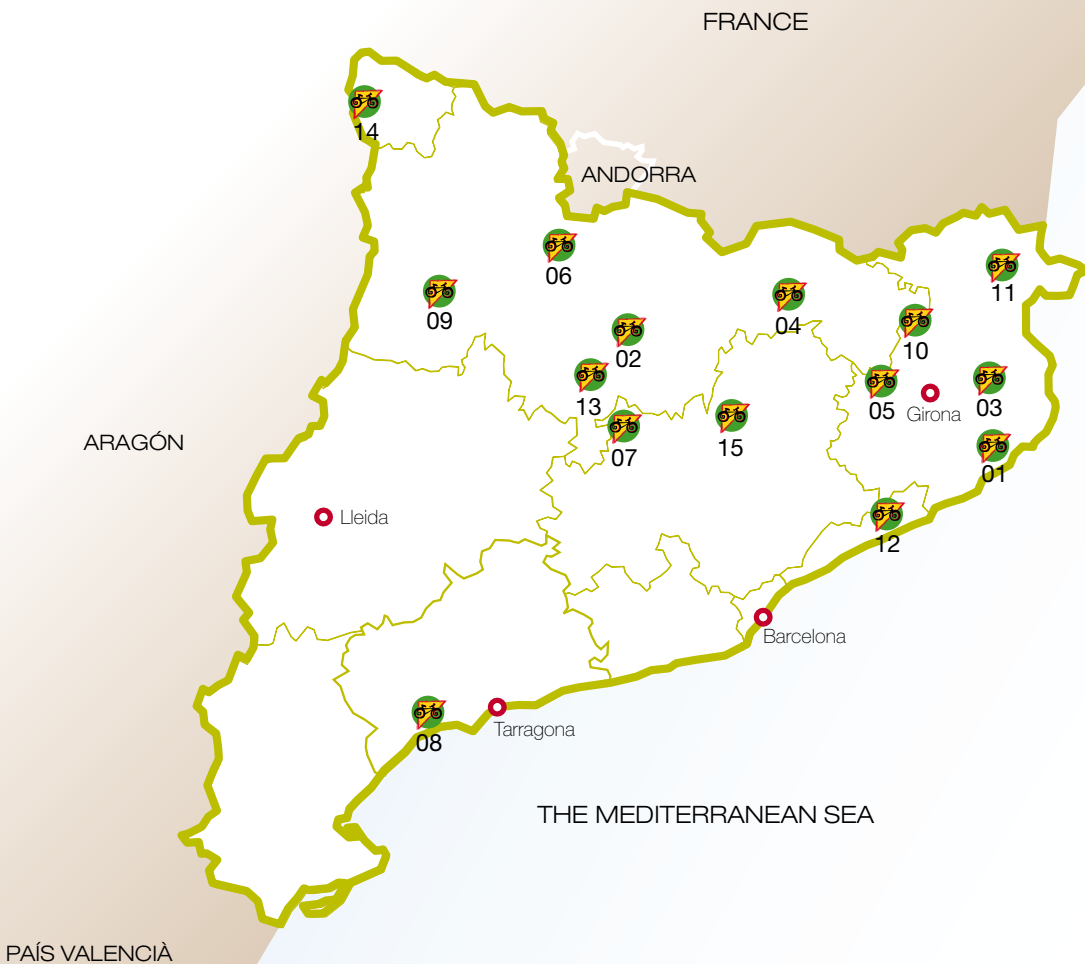 FRANCE
14
ANDORRA
06
11
09
04
10
02
13
05
03
Girona
ARAGÓN
07
15
01
Lleida
12
Barcelona
Tarragona
08
THE MEDITERRANEAN SEA
PAÍS VALENCIÀ